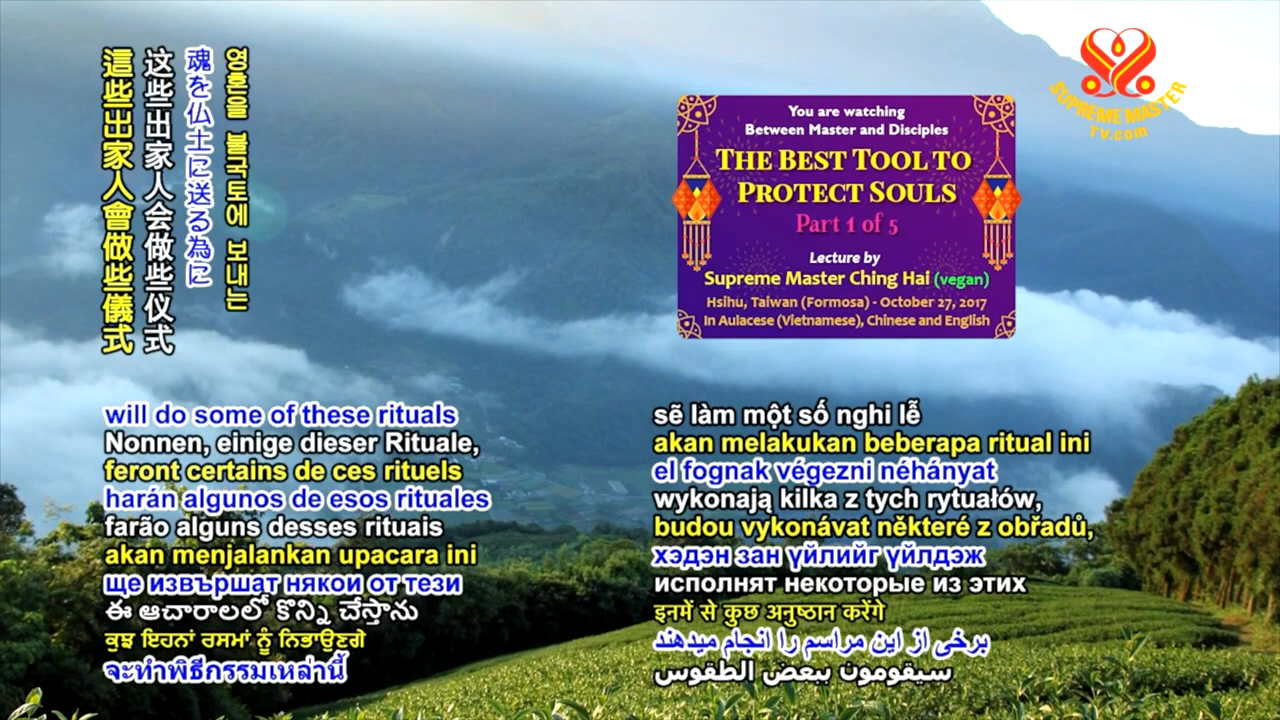 這些出家人會做些儀式
这些出家人会做些仪式
魂を仏土に送る為に
영혼을 불국토에 보내는
SUPREME MASTER
TV.com
You are watching
Between Master and Disciples
THE BEST TOOL TO
PROTECT SOULS
Part 1 of 5
Lecture by
Supreme Master Ching Hai (vegan)
Hsihu, Taiwan (Formosa) - October 27, 2017
In Aulacese (Vietnamese), Chinese and English
will do some of these rituals
Nonnen, einige dieser Rituale,
feront certains de ces rituels
harán algunos de esos rituales
farão alguns desses rituais
akan menjalankan upacara ini
ще извършат някои от тези
ఈ ఆచారాలలో కొన్ని చేస్తాను
ਕੁਝ ਇਹਨਾਂ ਰਸਮਾਂ ਨੂੰ ਨਿਭਾਉਣਗੇ
จะทำพิธีกรรมเหล่านี้
sẽ làm một số nghi lễ
akan melakukan beberapa ritual ini
el fognak végezni néhányat
wykonają kilka z tych rytuałów,
budou vykonávat některé z obřadů,
хэдэн зан үйлийг үйлдэж
исполнят некоторые из этих
इनमें से कुछ अनुष्ठान करेंगे
برخی از این مراسم را انجام میدهند
سيقومون ببعض الطقوس